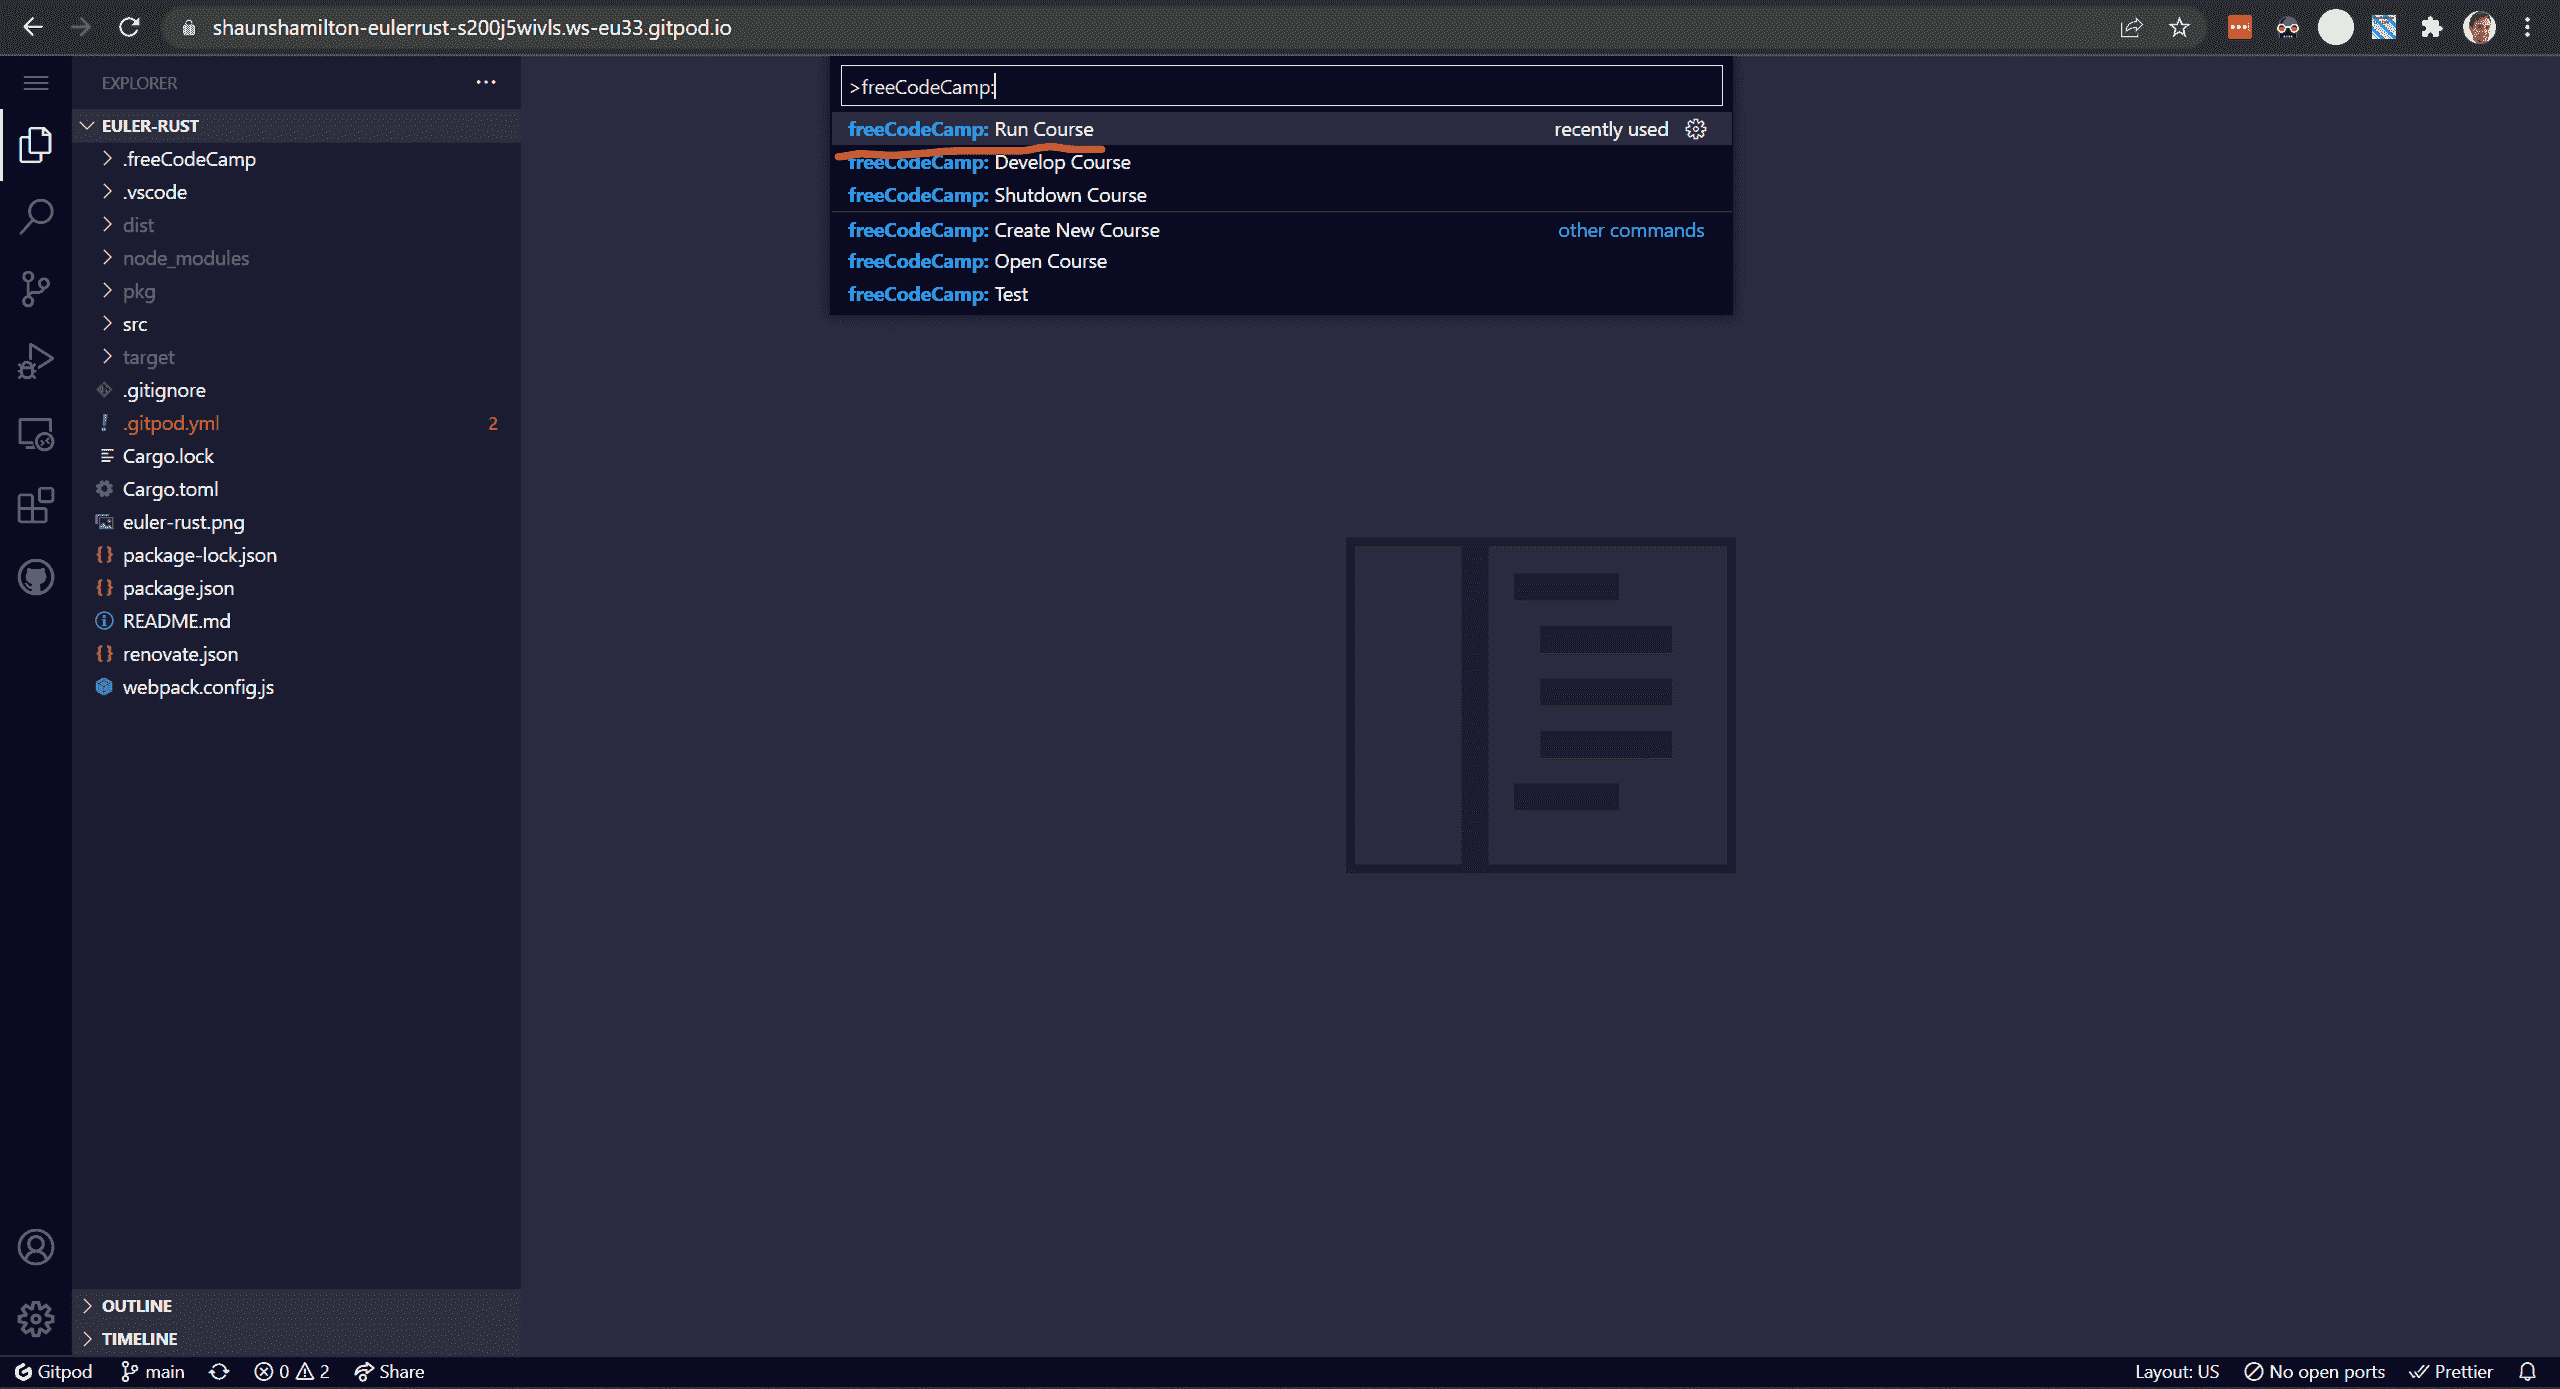 shaunshamilton-eulerrust-s200j5wivls.ws-eu33.gitpod.io
EXPLORER
EULER-RUST
.freeCodeCamp
.vscode
dist
node_modules
pkg
src
target
.gitignore
.gitpod.yml 2
Cargo.lock
Cargo.toml
euler-rust.png
package-lock.json
package.json
README.md
renovate.json
webpack.config.js
OUTLINE
TIMELINE
>freeCodeCamp:
freeCodeCamp: Run Course recently used
freeCodeCamp: Develop Course
freeCodeCamp: Shutdown Course
freeCodeCamp: Create New Course other commands
freeCodeCamp: Open Course
freeCodeCamp: Test
Gitpod main 0 2 Share Layout: US No open ports Prettier